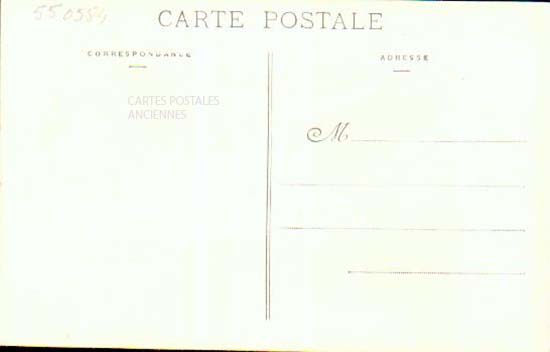 550584
CARTE POSTALE
CORRESPONDANCE
ADRESSE
CARTES POSTALES
ANCIENNES
M